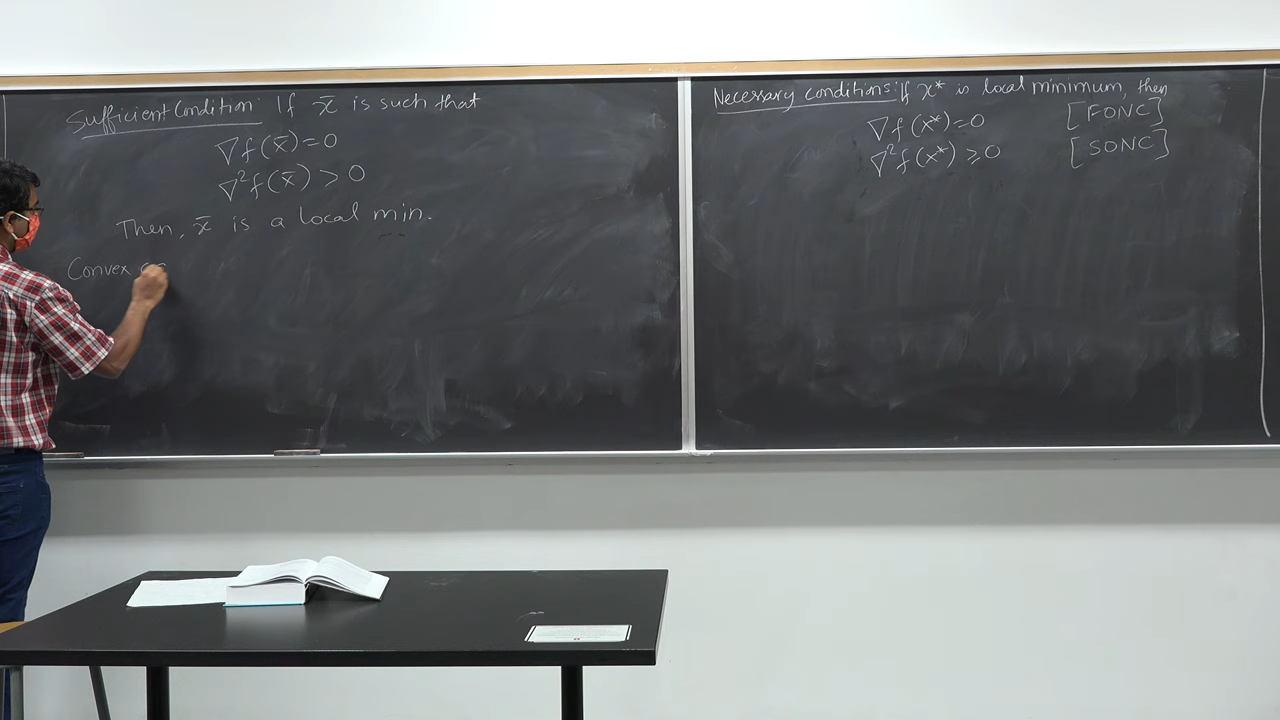 Sufficient Condition: If x̄ is such that
∇f(x̄)=0
∇²f(x̄) > 0
Then, x̄ is a local min.
Convex
Necessary conditions: If x* is local minimum, then
∇f(x*)=0 [FONC]
∇²f(x*) ⩾ 0 [SONC]